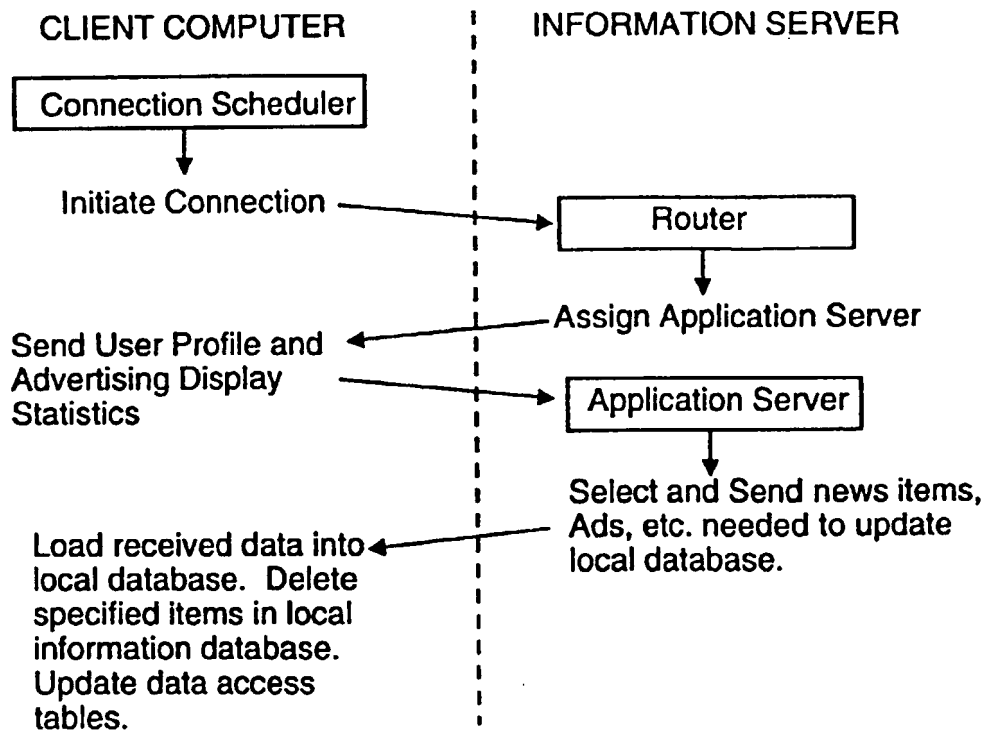 CLIENT COMPUTER
INFORMATION SERVER
Connection Scheduler
Initiate Connection
Router
Assign Application Server
Send User Profile and
Advertising Display
Statistics
Application Server
Select and Send news items,
Ads, etc. needed to update
local database.
Load received data into
local database. Delete
specified items in local
information database.
Update data access
tables.